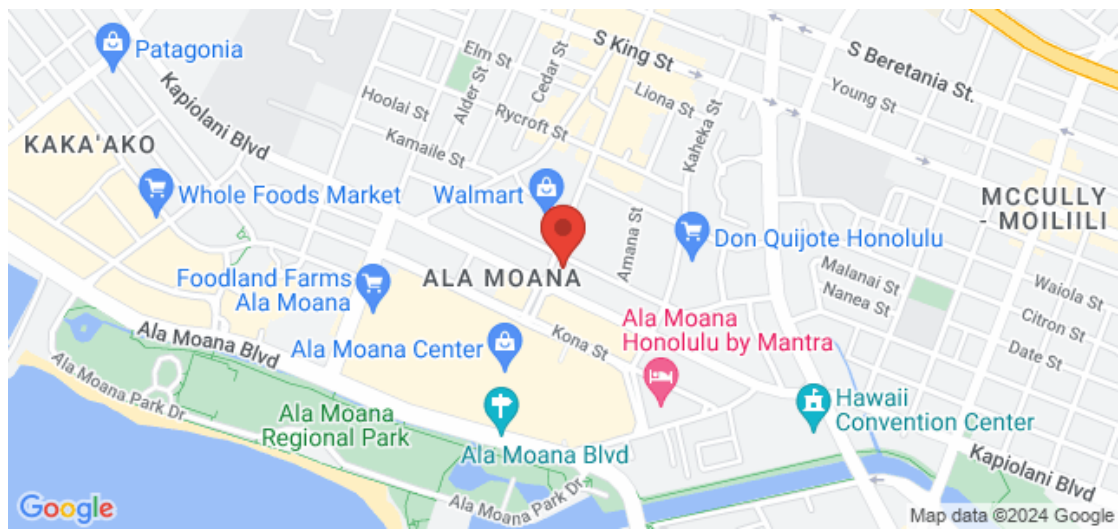 Patagonia
Elm St
Cedar St
S King St
S Beretania St.
Alder St
Hoolai St
Rycroft St
Liona St
Young St
Kapiolani Blvd
Kamaile St
Kaheka St
KAKA'AKO
Whole Foods Market
Walmart
MCCULLY
- MOILIILI
Amana St
Don Quijote Honolulu
Foodland Farms
Ala Moana
ALA MOANA
Malanai St
Nanea St
Waiola St
Citron St
Date St
Ala Moana Blvd
Ala Moana Center
Kona St
Ala Moana
Honolulu by Mantra
Ala Moana Park Dr
Ala Moana
Regional Park
Hawaii
Convention Center
Ala Moana Blvd
Kapiolani Blvd
Ala Moana Park Dr
Google
Map data ©2024 Google